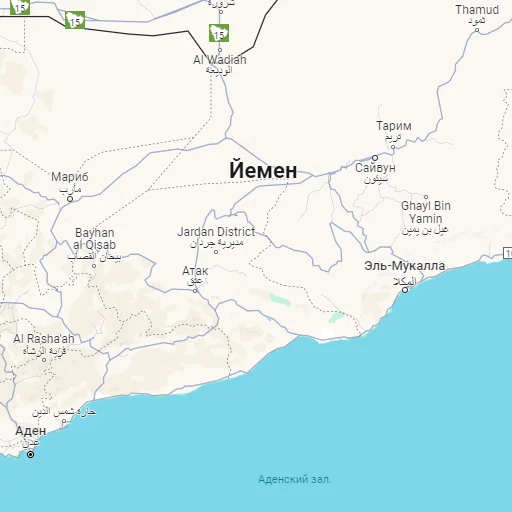 شرورة
15
15
15
Thamud
ثمود
Al Wadiah
الوديعة
Тарим
تريم
Сайвун
سيئون
Йемен
Мариб
مأرب
Ghayl Bin
Yamin
غيل بن يمين
Bayhan
al Qisab
بيحان القصاب
Jardan District
مديرية جردان
Атак
عتق
Эль-Мукалла
المكلا
Al Rasha'ah
قرية الرشاه
حارة شمس الدين
Аден
عدن
Аденский зал.